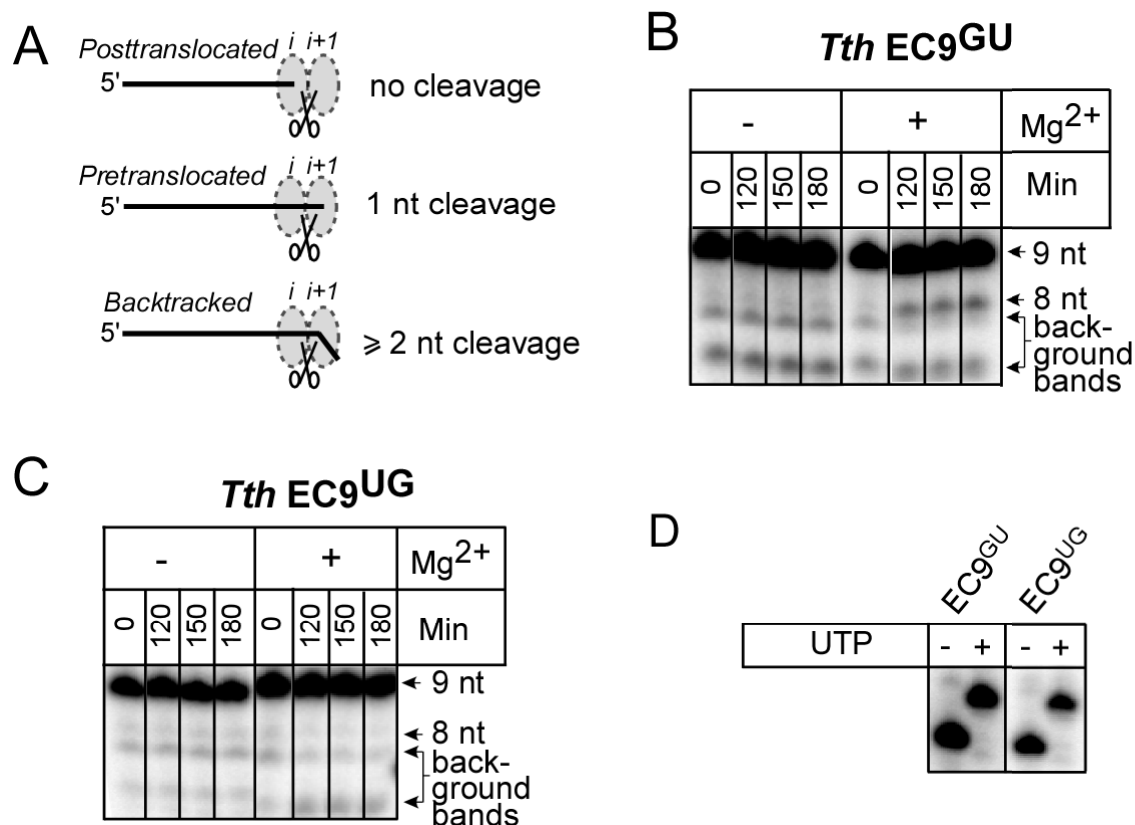 A
Posttranslocated i i+1
5' no cleavage
Pretranslocated i i+1
5' 1 nt cleavage
Backtracked i i+1
5' ⩾ 2 nt cleavage
B
Tth EC9GU
- + Mg2+
0 120 150 180 0 120 150 180 Min
9 nt
8 nt
back-
ground
bands
C
Tth EC9UG
- + Mg2+
0 120 150 180 0 120 150 180 Min
9 nt
8 nt
back-
ground
bands
D
EC9GU EC9UG
UTP - + - +